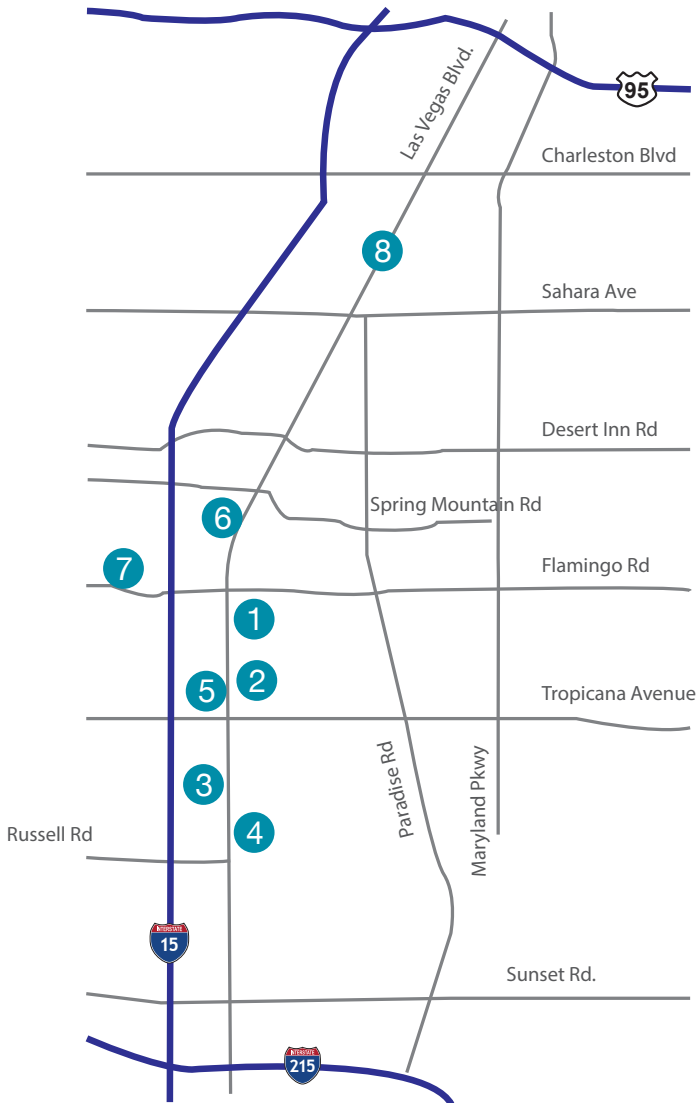 Las Vegas Blvd.
95
Charleston Blvd
8
Sahara Ave
Desert Inn Rd
Spring Mountain Rd
6
7
Flamingo Rd
1
2
5
Tropicana Avenue
3
Paradise Rd
Maryland Pkwy
4
Russell Rd
INTERSTATE
15
Sunset Rd.
INTERSTATE
215